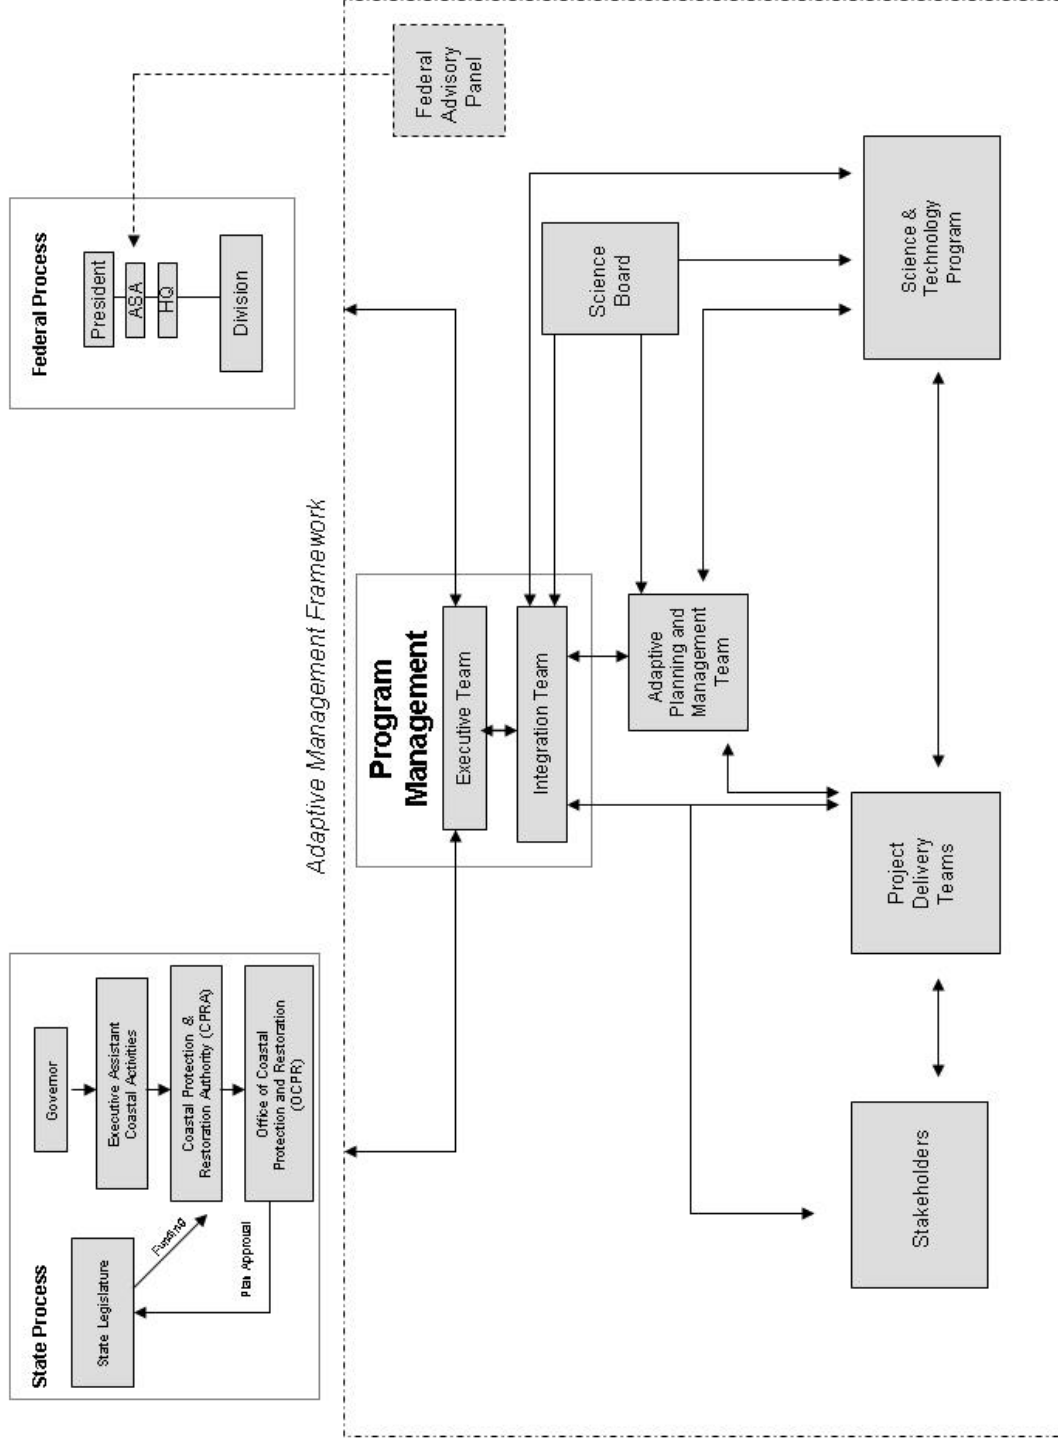 State Process
State Legislature
Governor
Executive Assistant
Coastal Activities
Coastal Protection &
Restoration Authority (CPRA)
Office of Coastal
Protection and Restoration
(OCPR)
Funding
Plan Approval
Federal Process
President
ASA
HQ
Division
Adaptive Management Framework
Federal
Advisory
Panel
Program
Management
Executive Team
Integration Team
Science
Board
Adaptive
Planning and
Management
Team
Stakeholders
Project
Delivery
Teams
Science &
Technology
Program